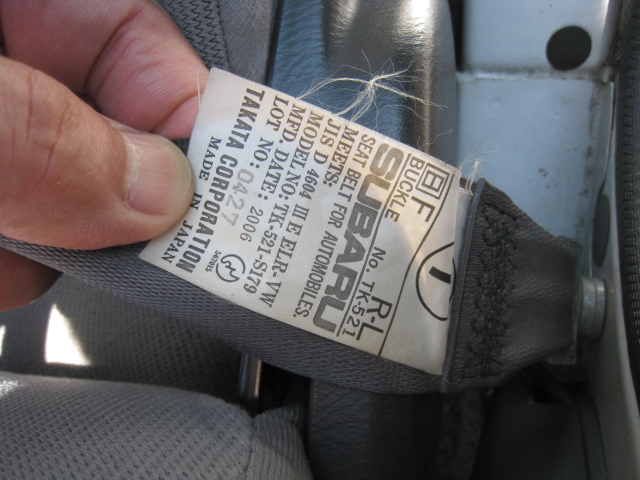 F
R-L
BUCKLE No. TK-521
SUBARU
SEAT BELT FOR AUTOMOBILES.
MEETS:
JIS D 4604 III E ELR-VW
MODEL NO: TK-521-S179
MFD. DATE: 2006
LOT NO: 0427
TAKATA CORPORATION
MADE IN JAPAN